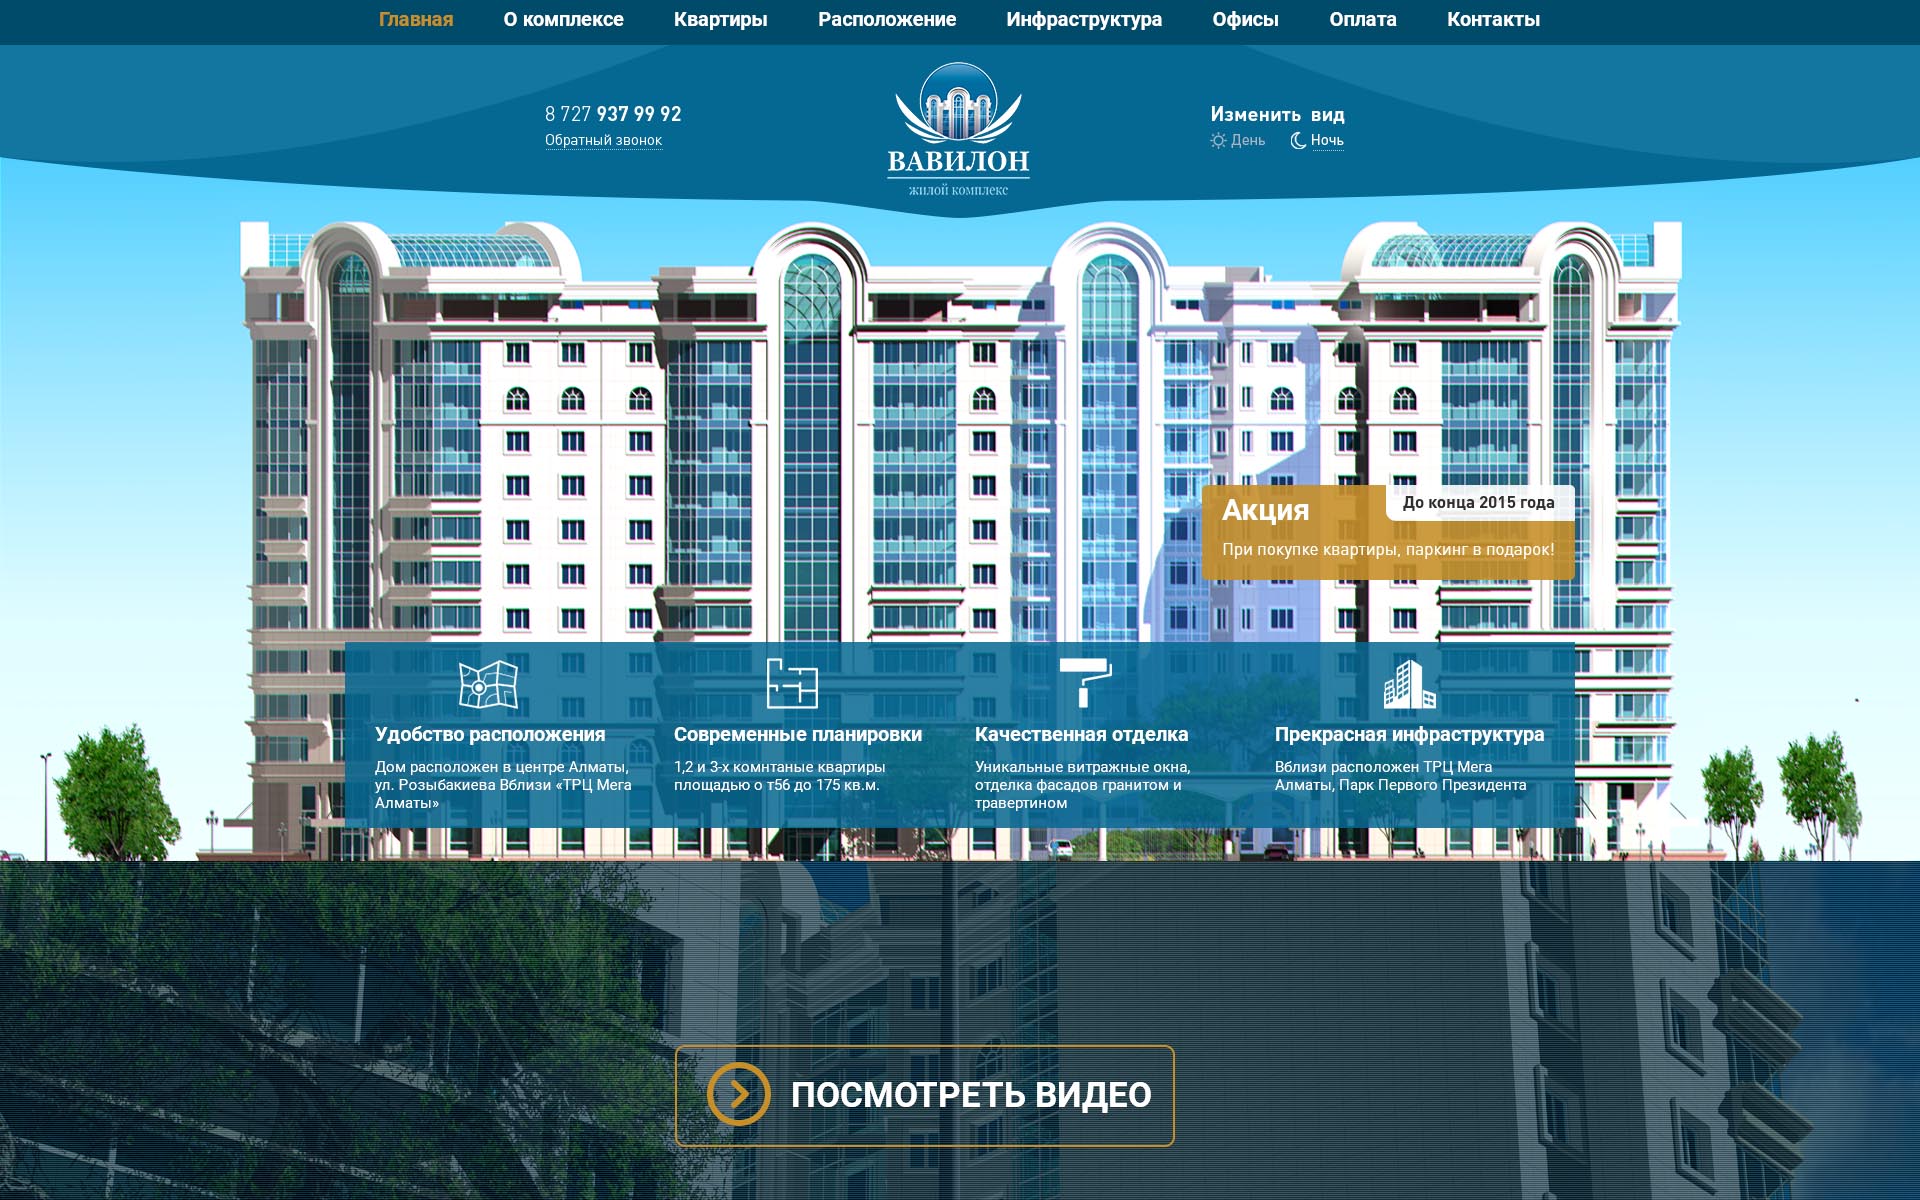 Главная О комплексе Квартиры Расположение Инфраструктура Офисы Оплата Контакты
8 727 937 99 92
Обратный звонок
ВАВИЛОН
жилой комплекс
Изменить вид
День Ночь
Акция
До конца 2015 года
При покупке квартиры, паркинг в подарок!
Удобство расположения
Дом расположен в центре Алматы,
ул. Розыбакиева Вблизи «ТРЦ Мега
Алматы»
Современные планировки
1,2 и 3-х комнтаные квартиры
площадью о т56 до 175 кв.м.
Качественная отделка
Уникальные витражные окна,
отделка фасадов гранитом и
травертином
Прекрасная инфраструктура
Вблизи расположен ТРЦ Мега
Алматы, Парк Первого Президента
ПОСМОТРЕТЬ ВИДЕО